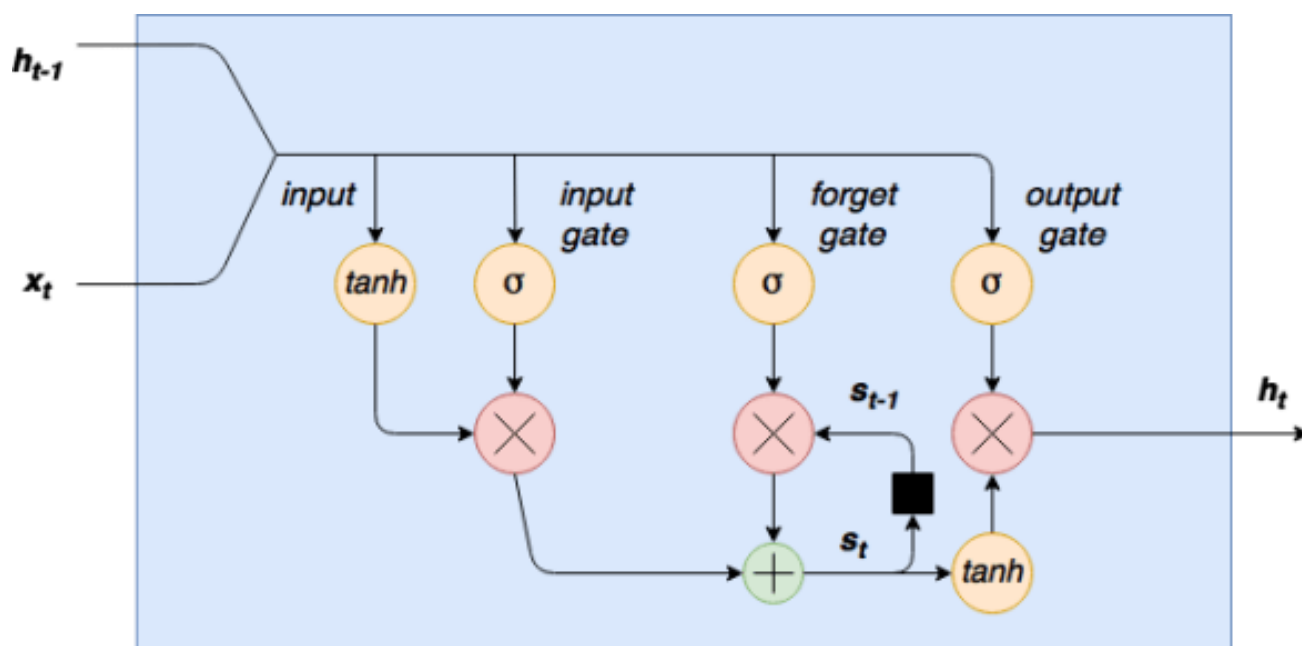 h_{t-1}
input
input
gate
forget
gate
output
gate
x_t
tanh
σ
σ
σ
s_{t-1}
h_t
s_t
tanh